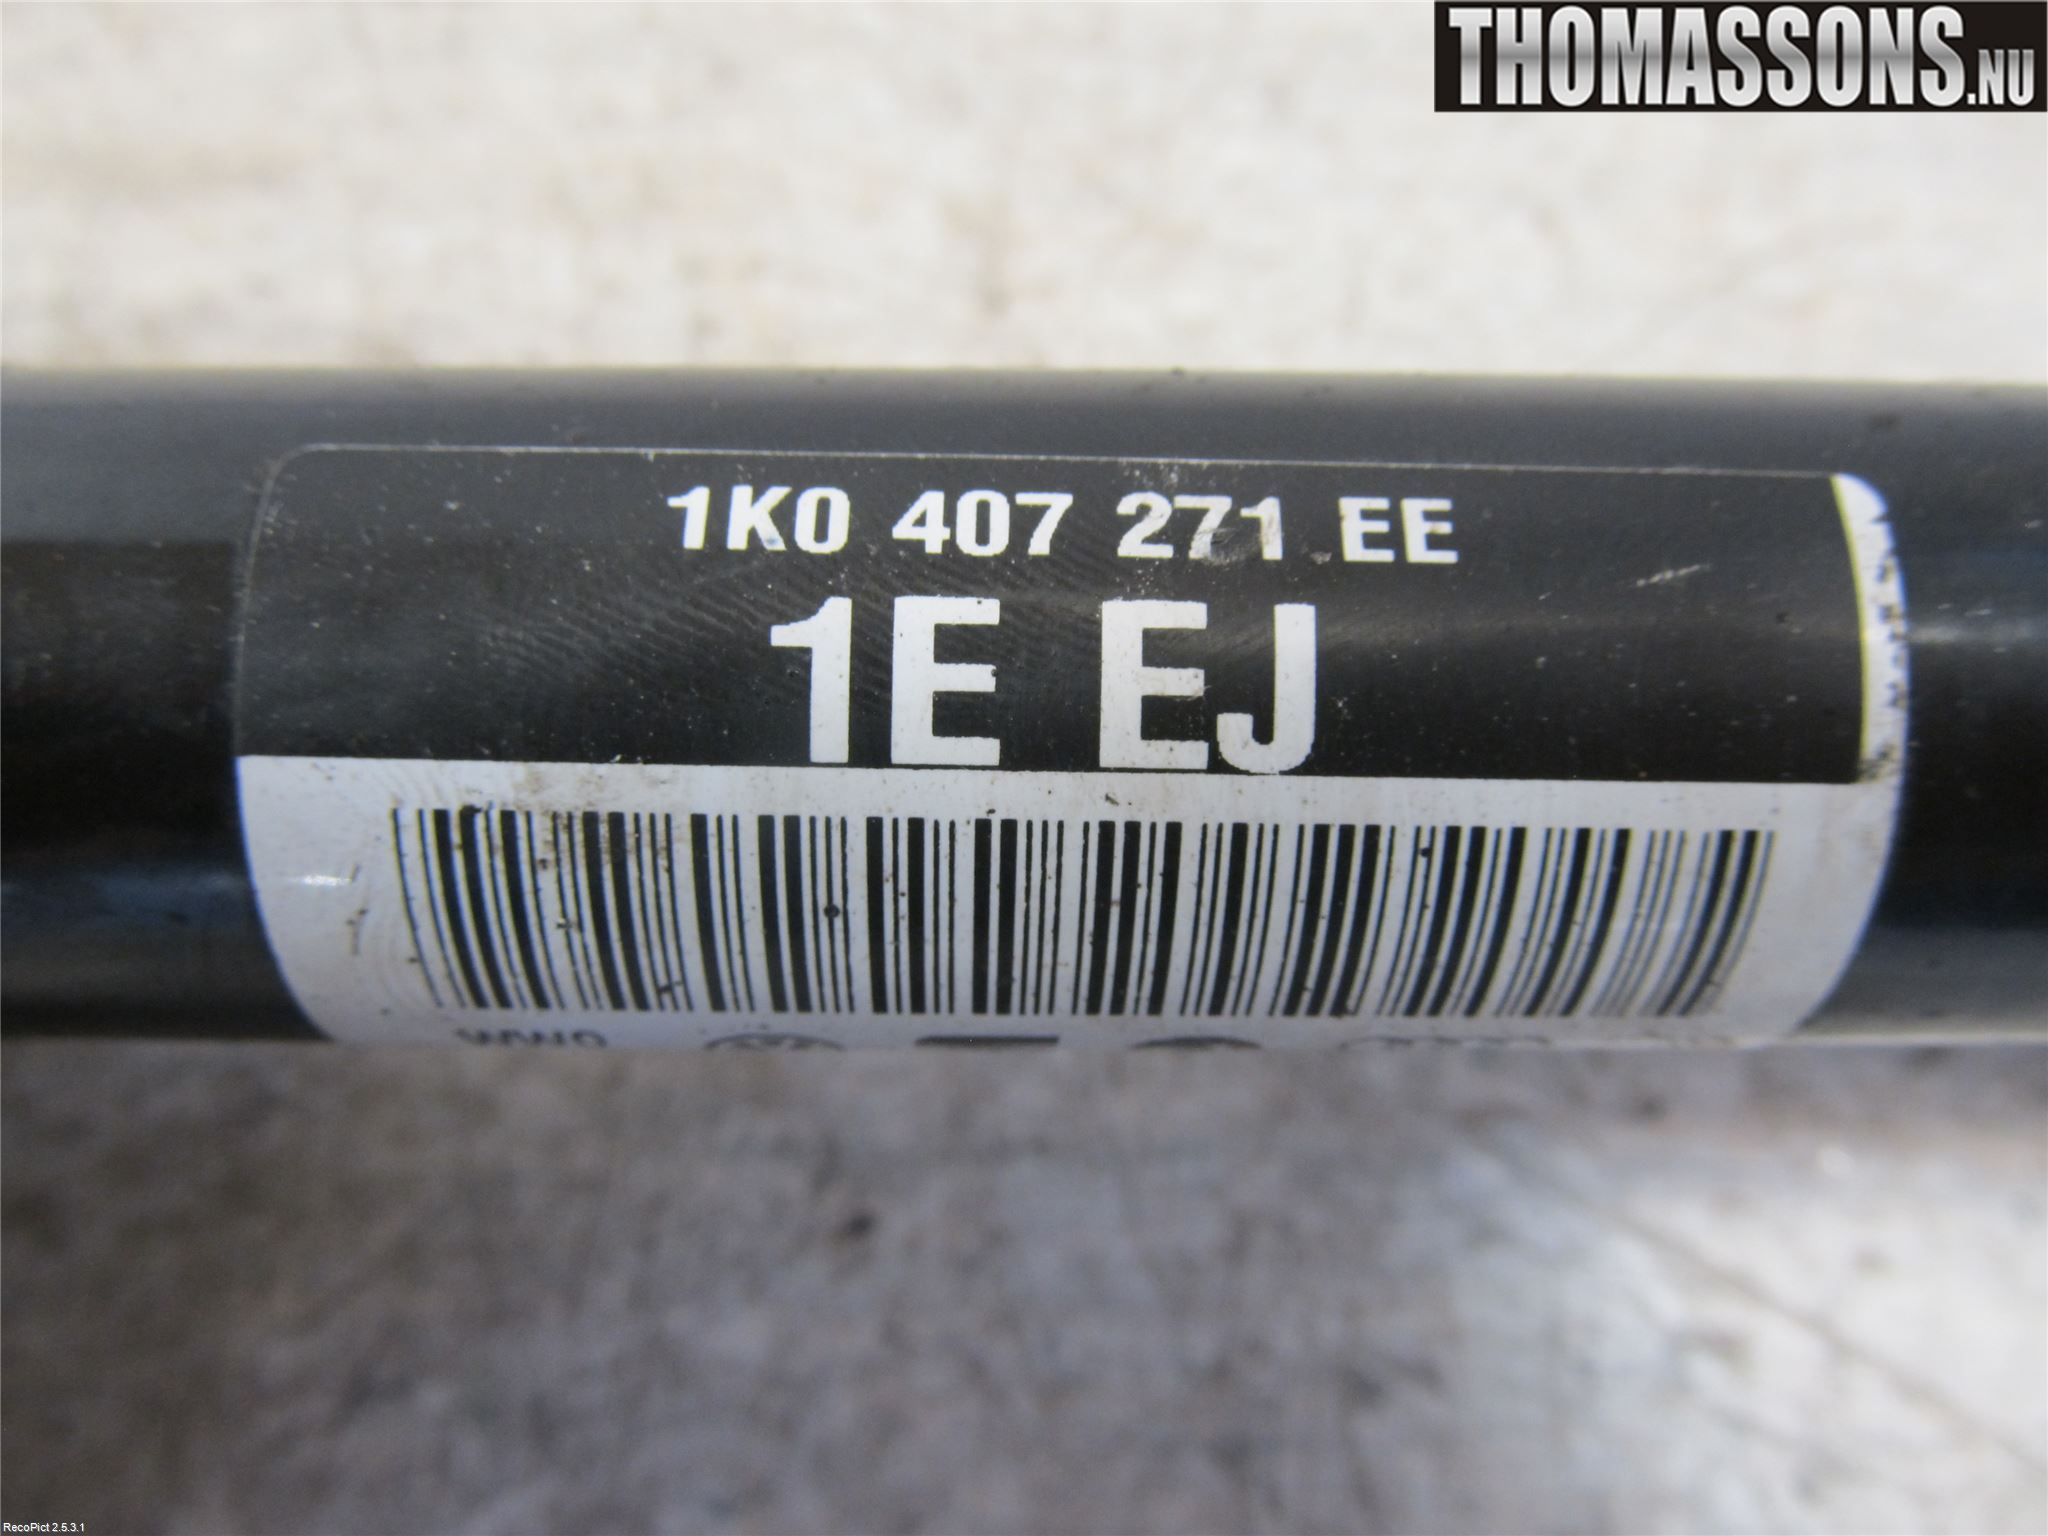 THOMASSONS.NU
1K0 407 271 EE
1E EJ
RecoPict 2.5.3.1